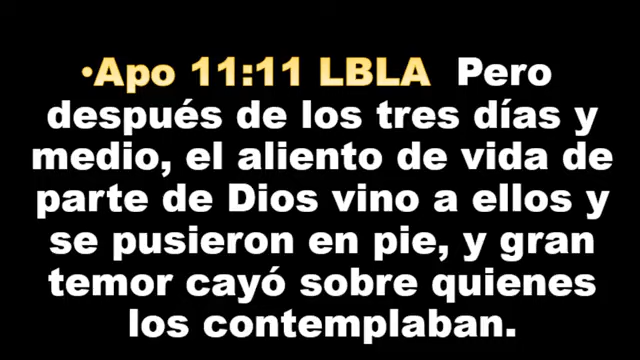 •Apo 11:11 LBLA Pero
después de los tres días y
medio, el aliento de vida de
parte de Dios vino a ellos y
se pusieron en pie, y gran
temor cayó sobre quienes
los contemplaban.